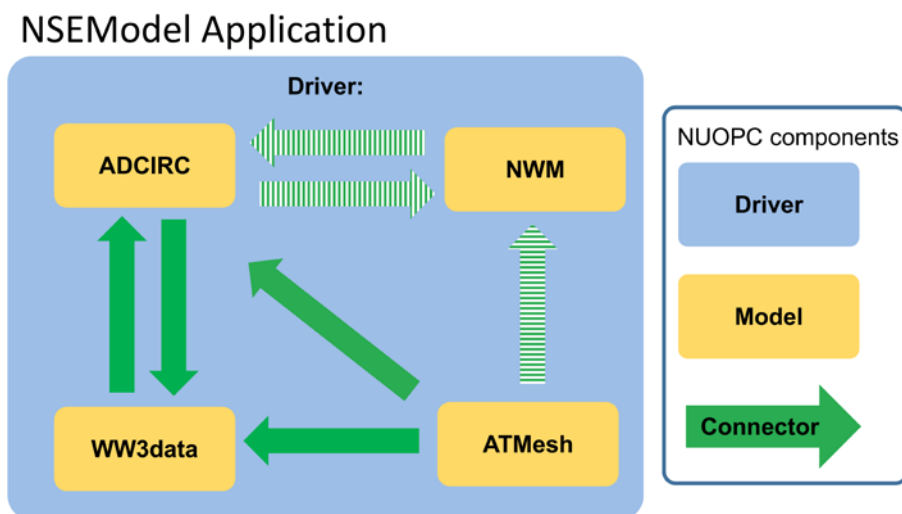 NSEModel Application
Driver:
ADCIRC
NWM
WW3data
ATMesh
NUOPC components
Driver
Model
Connector